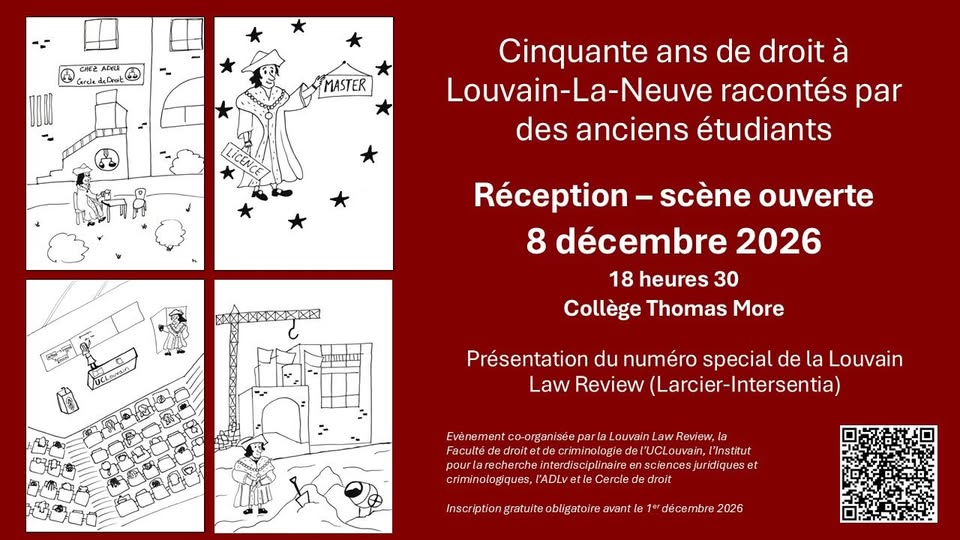 CHEZ ADELE
Cercle de Droit
MASTER
LICENCE
UCLouvain
Cinquante ans de droit à
Louvain-La-Neuve racontés par
des anciens étudiants
Réception – scène ouverte
8 décembre 2026
18 heures 30
Collège Thomas More
Présentation du numéro special de la Louvain
Law Review (Larcier-Intersentia)
Evènement co-organisée par la Louvain Law Review, la
Faculté de droit et de criminologie de l'UCLouvain, l'Institut
pour la recherche interdisciplinaire en sciences juridiques et
criminologiques, l'ADLv et le Cercle de droit
Inscription gratuite obligatoire avant le 1er décembre 2026